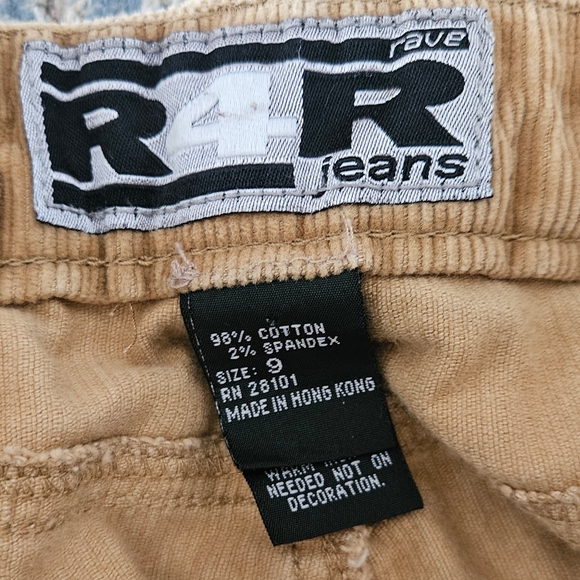 rave
R4R
jeans
98% COTTON
2% SPANDEX
SIZE: 9
RN 28101
MADE IN HONG KONG
WARM
NEEDED NOT ON
DECORATION.